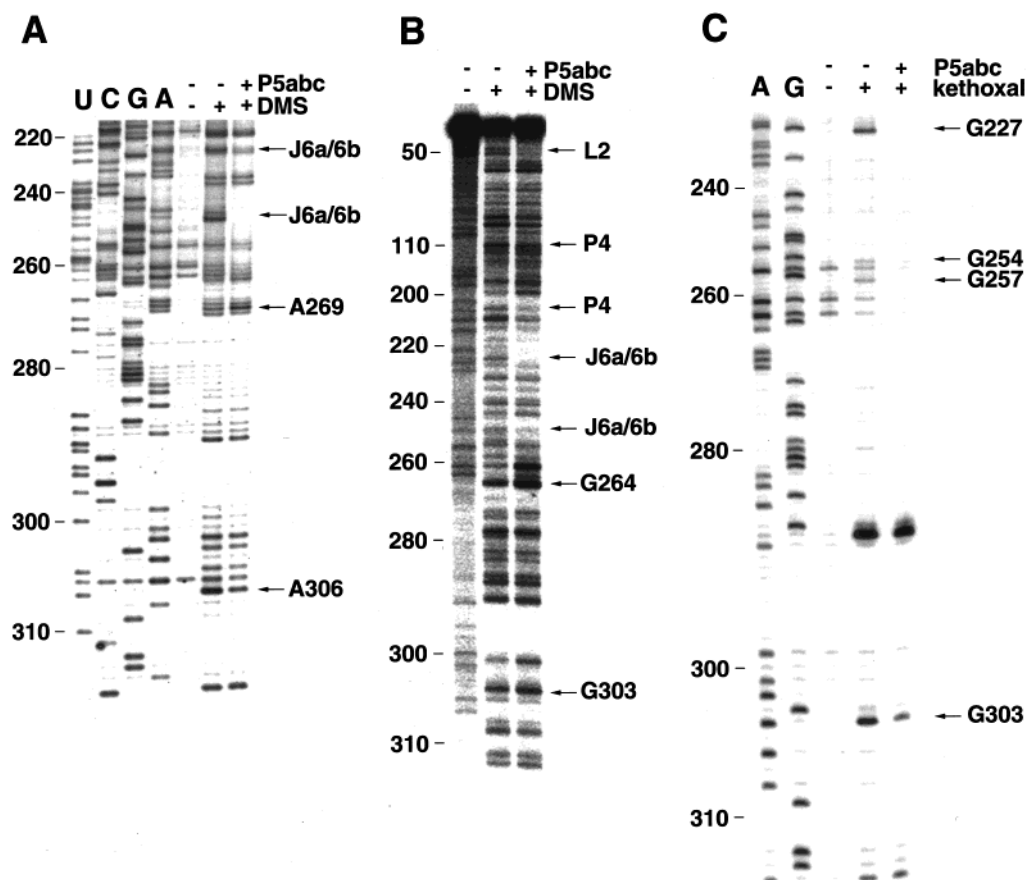 A
- - + P5abc
U C G A - + + DMS
220
J6a/6b
240
J6a/6b
260
A269
280
300
A306
310
B
- - + P5abc
- + + DMS
50
L2
110
P4
200
P4
220
J6a/6b
240
J6a/6b
260
G264
280
300
G303
310
C
- - + P5abc
A G - + + kethoxal
G227
240
G254
G257
260
280
300
G303
310